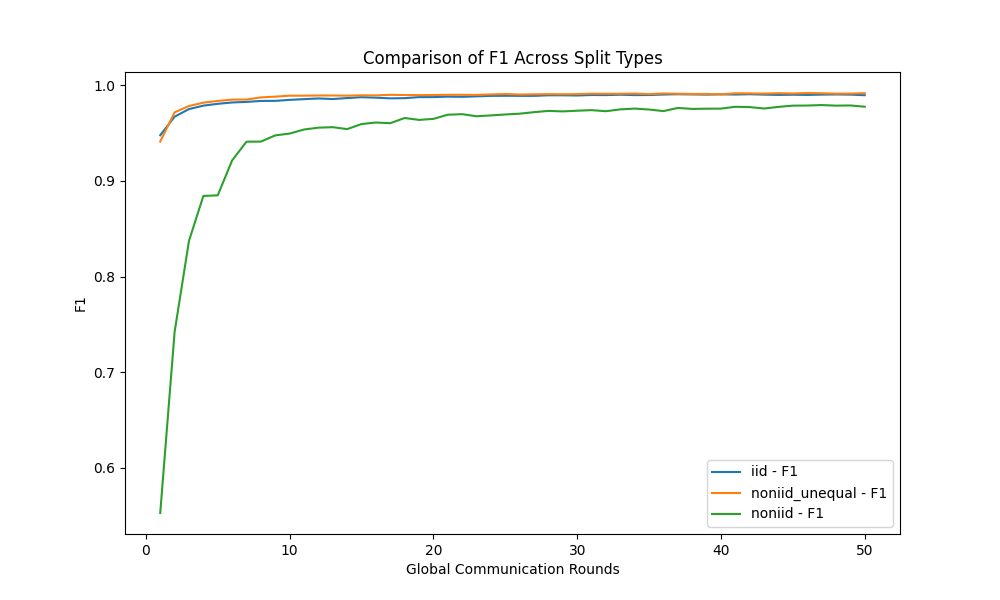 Comparison of F1 Across Split Types
1.0
0.9
0.8
0.7
0.6
F1
0
10
20
30
40
50
Global Communication Rounds
iid - F1
noniid_unequal - F1
noniid - F1